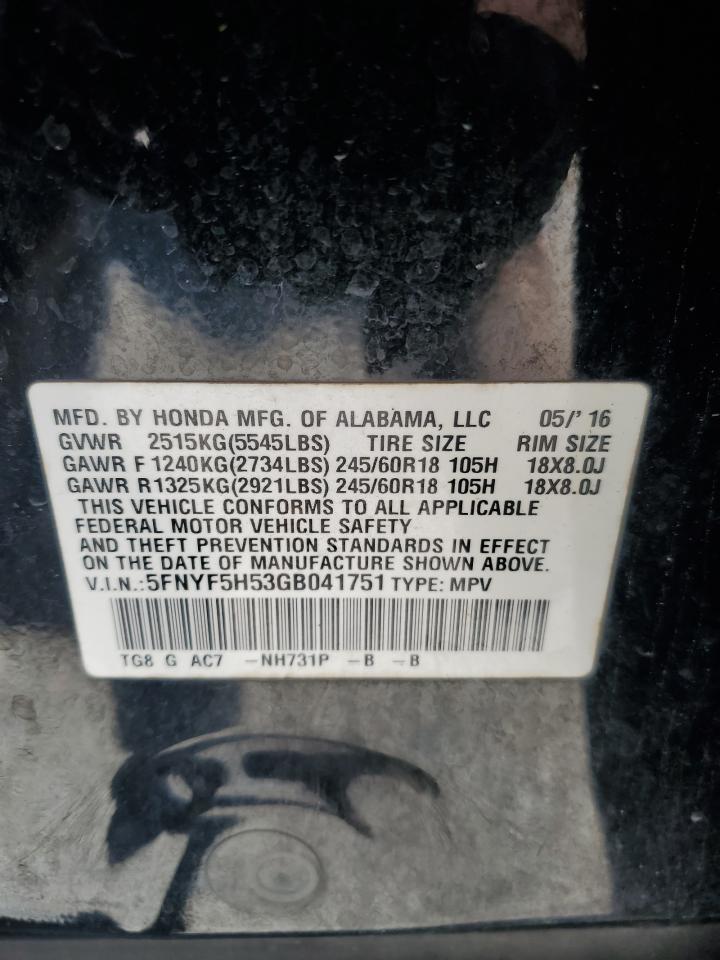 MFD. BY HONDA MFG. OF ALABAMA, LLC 05/' 16
GVWR 2515KG(5545LBS) TIRE SIZE RIM SIZE
GAWR F 1240KG(2734LBS) 245/60R18 105H 18X8.0J
GAWR R1325KG(2921LBS) 245/60R18 105H 18X8.0J
THIS VEHICLE CONFORMS TO ALL APPLICABLE
FEDERAL MOTOR VEHICLE SAFETY
AND THEFT PREVENTION STANDARDS IN EFFECT
ON THE DATE OF MANUFACTURE SHOWN ABOVE.
V.I.N.:5FNYF5H53GB041751 TYPE: MPV
TG8 G AC7 -NH731P -B -B